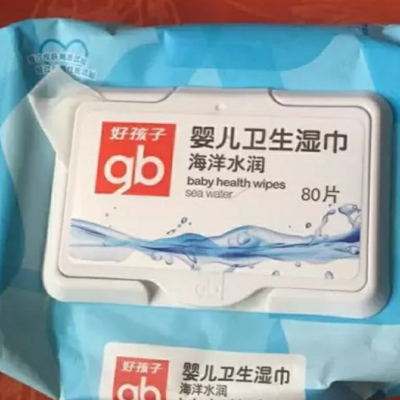 好孩子
gb
婴儿卫生湿巾
海洋水润
baby health wipes
sea water
80片
好孩子
gb
婴儿卫生湿巾
海洋水润